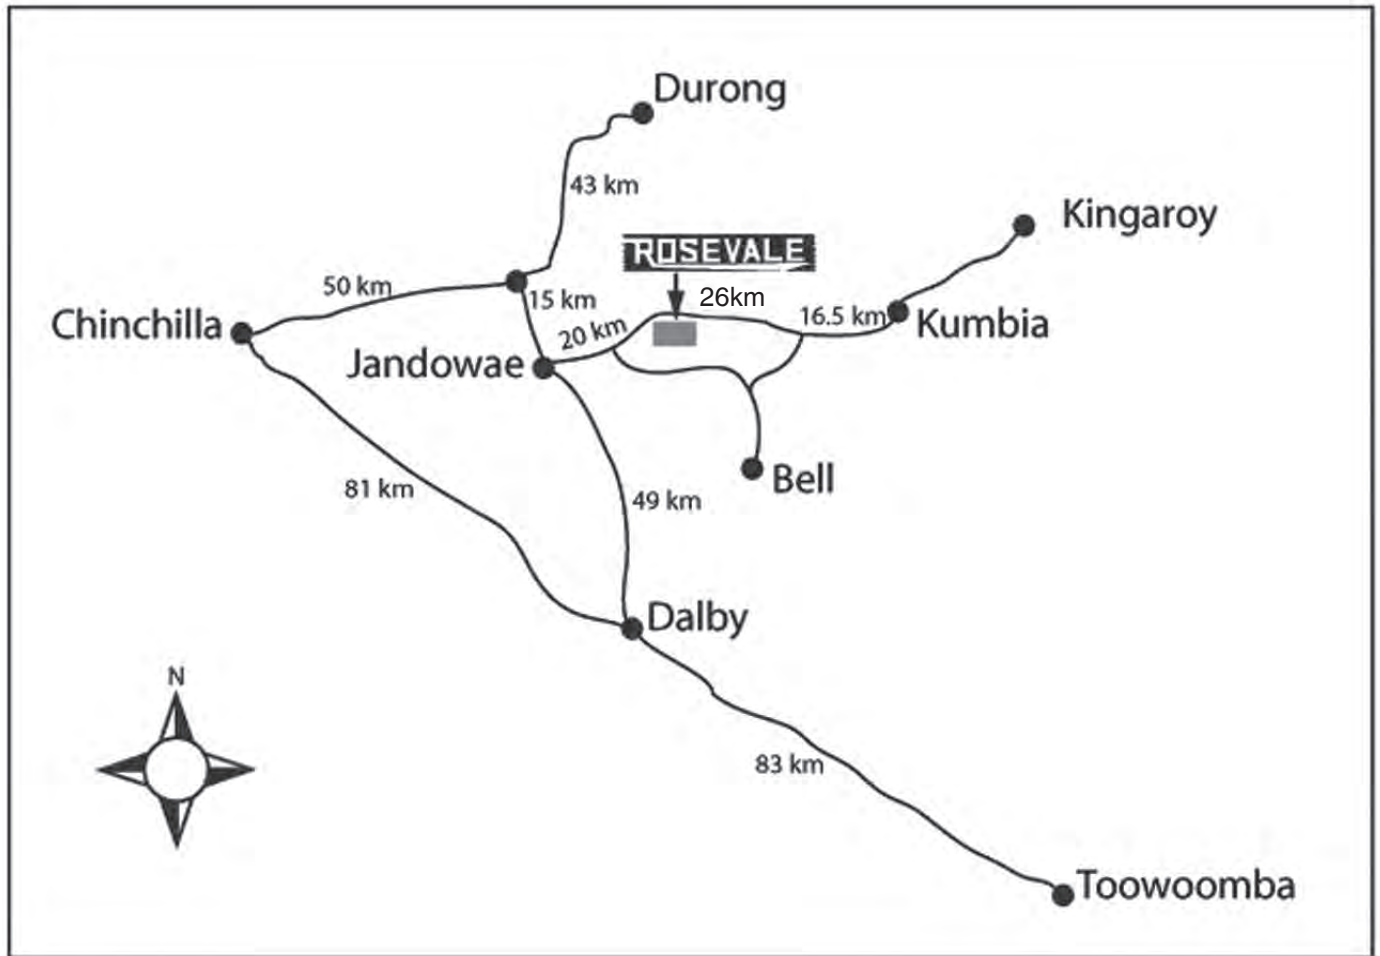 Durong
43 km
Kingaroy
ROSEVALE
50 km
15 km
26km
Chinchilla
20 km
16.5 km
Kumbia
Jandowae
Bell
81 km
49 km
Dalby
N
83 km
Toowoomba